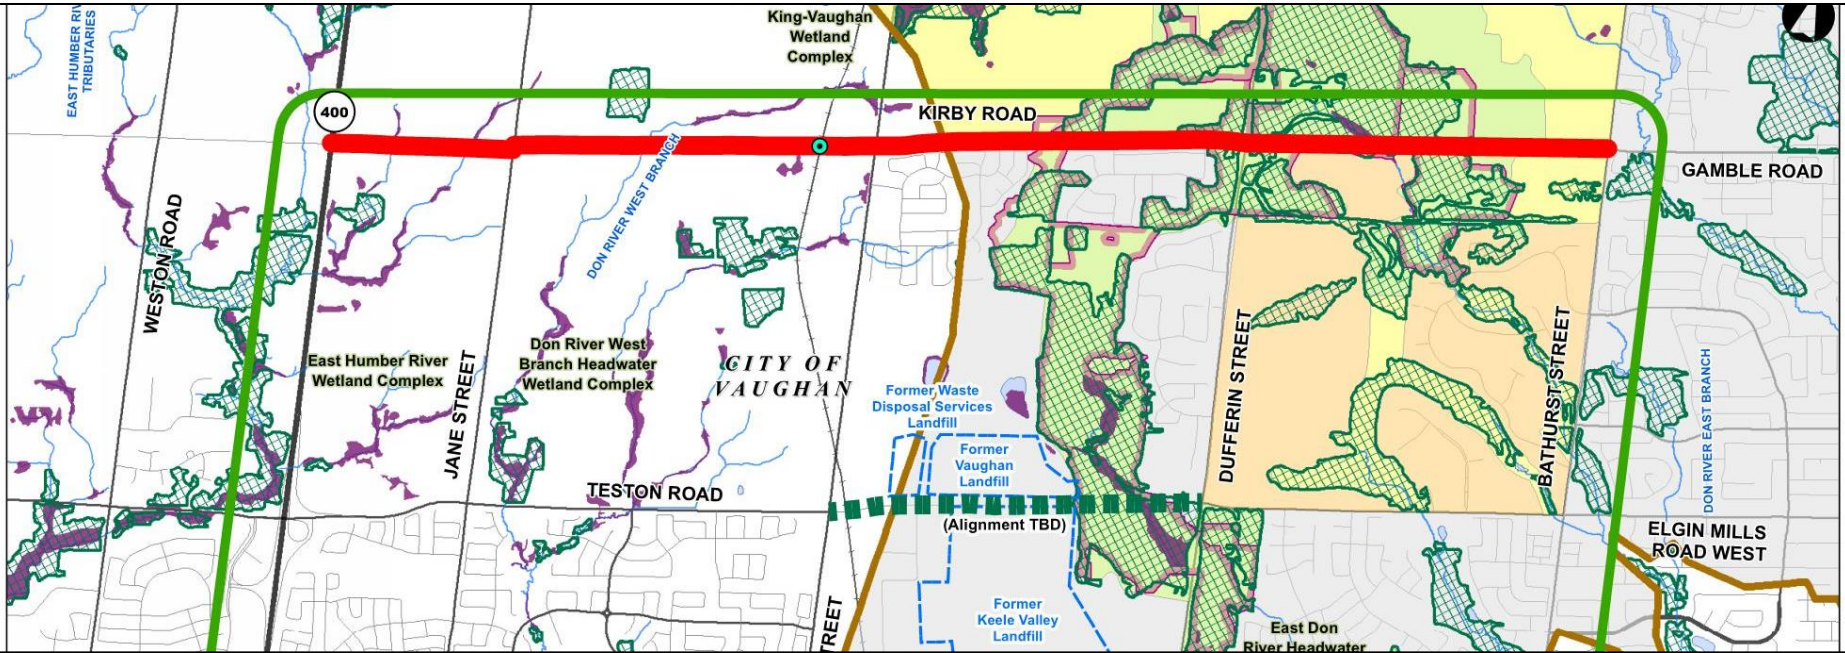 EAST HUMBER RIV
TRIBUTARIES
King-Vaughan
Wetland
Complex
400
KIRBY ROAD
GAMBLE ROAD
WESTON ROAD
DON RIVER WEST BRANCH
East Humber River
Wetland Complex
JANE STREET
Don River West
Branch Headwater
Wetland Complex
CITY OF
VAUGHAN
Former Waste
Disposal Services
Landfill
Former
Vaughan
Landfill
DUFFERIN STREET
BATHURST STREET
DON RIVER EAST BRANCH
TESTON ROAD
(Alignment TBD)
ELGIN MILLS
ROAD WEST
TREET
Former
Keele Valley
Landfill
East Don
River Headwater